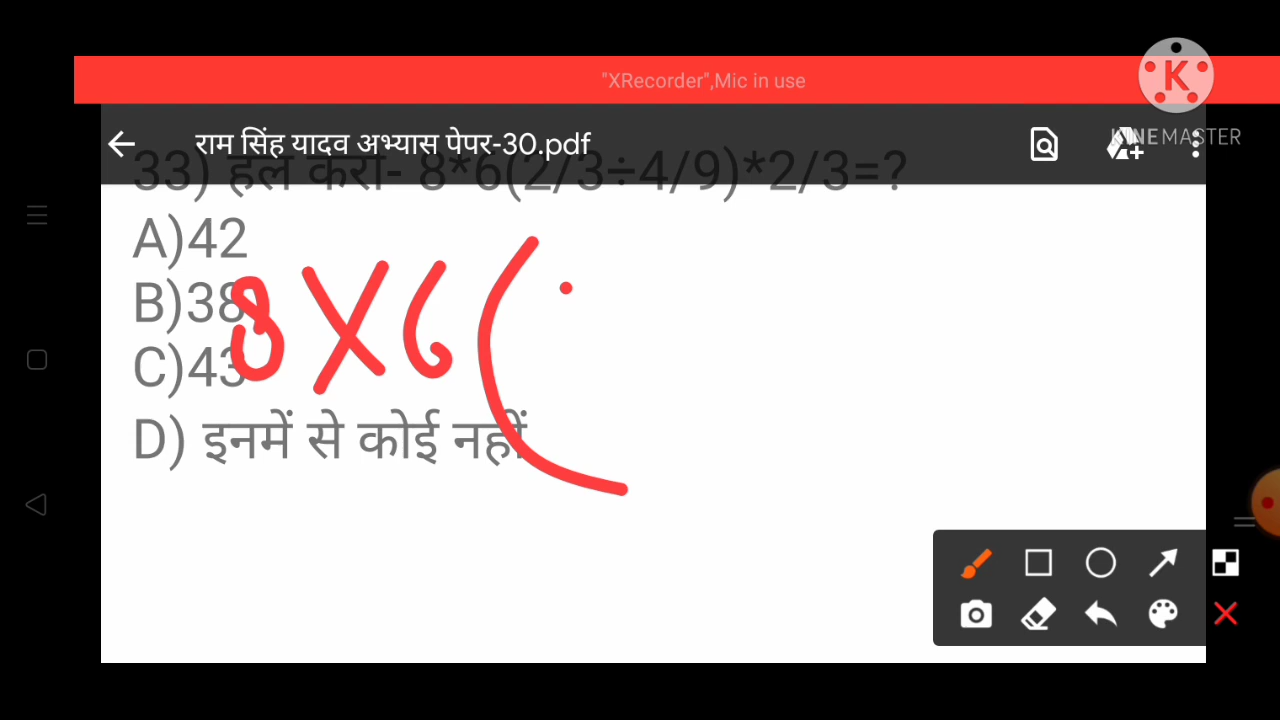 "XRecorder",Mic in use
K
KINEMASTER
राम सिंह यादव अभ्यास पेपर-30.pdf
33) हल करो- 8*6(2/3÷4/9)*2/3=?
A)42
B)38
C)43
D) इनमें से कोई नहीं
8 X 6 (